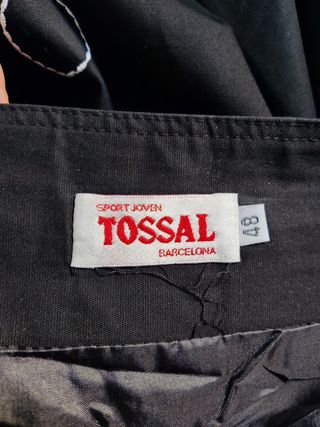 SPORT JOVEN
TOSSAL
BARCELONA
48